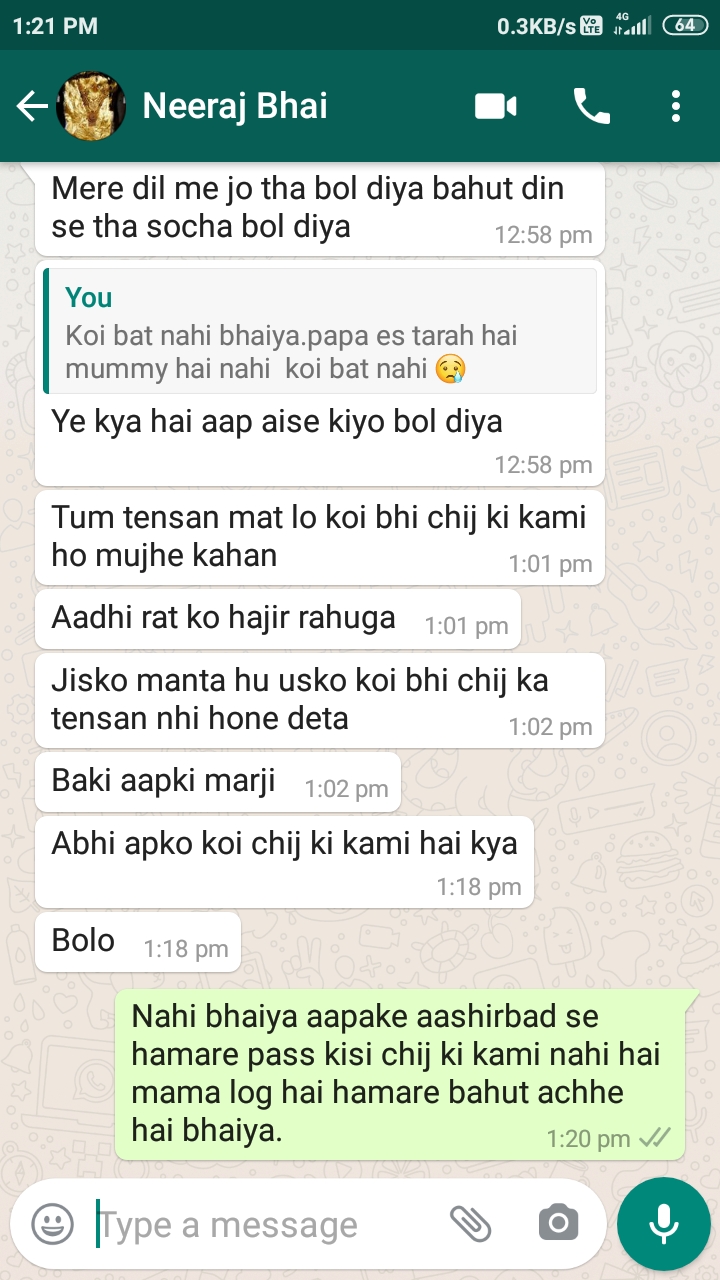 1:21 PM
0.3KB/s Vo LTE 4G 64
Neeraj Bhai
Mere dil me jo tha bol diya bahut din
se tha socha bol diya
12:58 pm
You
Koi bat nahi bhaiya.papa es tarah hai
mummy hai nahi  koi bat nahi 😢
Ye kya hai aap aise kiyo bol diya
12:58 pm
Tum tensan mat lo koi bhi chij ki kami
ho mujhe kahan
1:01 pm
Aadhi rat ko hajir rahuga
1:01 pm
Jisko manta hu usko koi bhi chij ka
tensan nhi hone deta
1:02 pm
Baki aapki marji
1:02 pm
Abhi apko koi chij ki kami hai kya
1:18 pm
Bolo
1:18 pm
Nahi bhaiya aapake aashirbad se
hamare pass kisi chij ki kami nahi hai
mama log hai hamare bahut achhe
hai bhaiya.
1:20 pm
Type a message